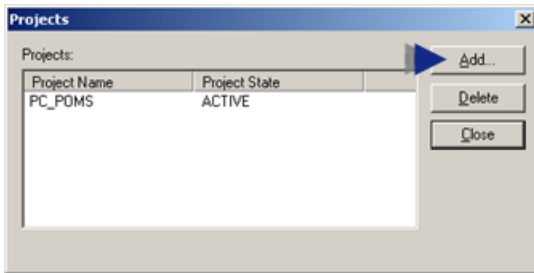 Projects
Projects:
Add...
Project Name Project State
PC_POMS ACTIVE
Delete
Close